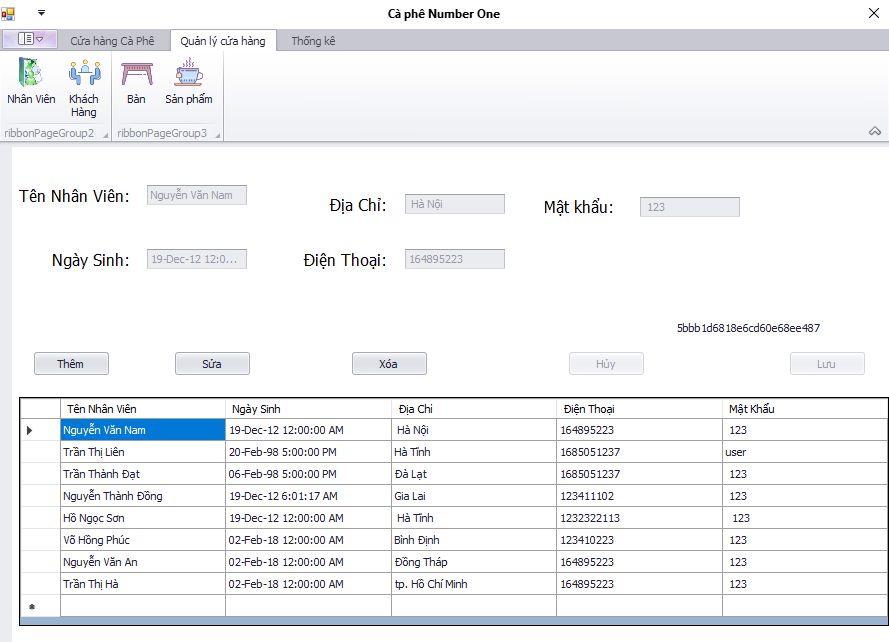 Cà phê Number One
Cửa hàng Cà Phê Quản lý cửa hàng Thống kê
Nhân Viên Khách Hàng Bàn Sản phẩm
ribbonPageGroup2 ribbonPageGroup3
Tên Nhân Viên: Nguyễn Văn Nam Địa Chỉ: Hà Nội Mật khẩu: 123
Ngày Sinh: 19-Dec-12 12:0... Điện Thoại: 164895223
5bbb1d6818e6cd60e68ee487
Thêm Sửa Xóa Hủy Lưu
Tên Nhân Viên Ngày Sinh Địa Chỉ Điện Thoại Mật Khẩu
Nguyễn Văn Nam 19-Dec-12 12:00:00 AM Hà Nội 164895223 123
Trần Thị Liên 20-Feb-98 5:00:00 PM Hà Tĩnh 1685051237 user
Trần Thành Đạt 06-Feb-98 5:00:00 PM Đà Lạt 1685051237 123
Nguyễn Thành Đồng 19-Dec-12 6:01:17 AM Gia Lai 123411102 123
Hồ Ngọc Sơn 19-Dec-12 12:00:00 AM Hà Tĩnh 1232322113 123
Võ Hồng Phúc 02-Feb-18 12:00:00 AM Bình Định 123410223 123
Nguyễn Văn An 02-Feb-18 12:00:00 AM Đồng Tháp 164895223 123
Trần Thị Hà 02-Feb-18 12:00:00 AM tp. Hồ Chí Minh 164895223 123